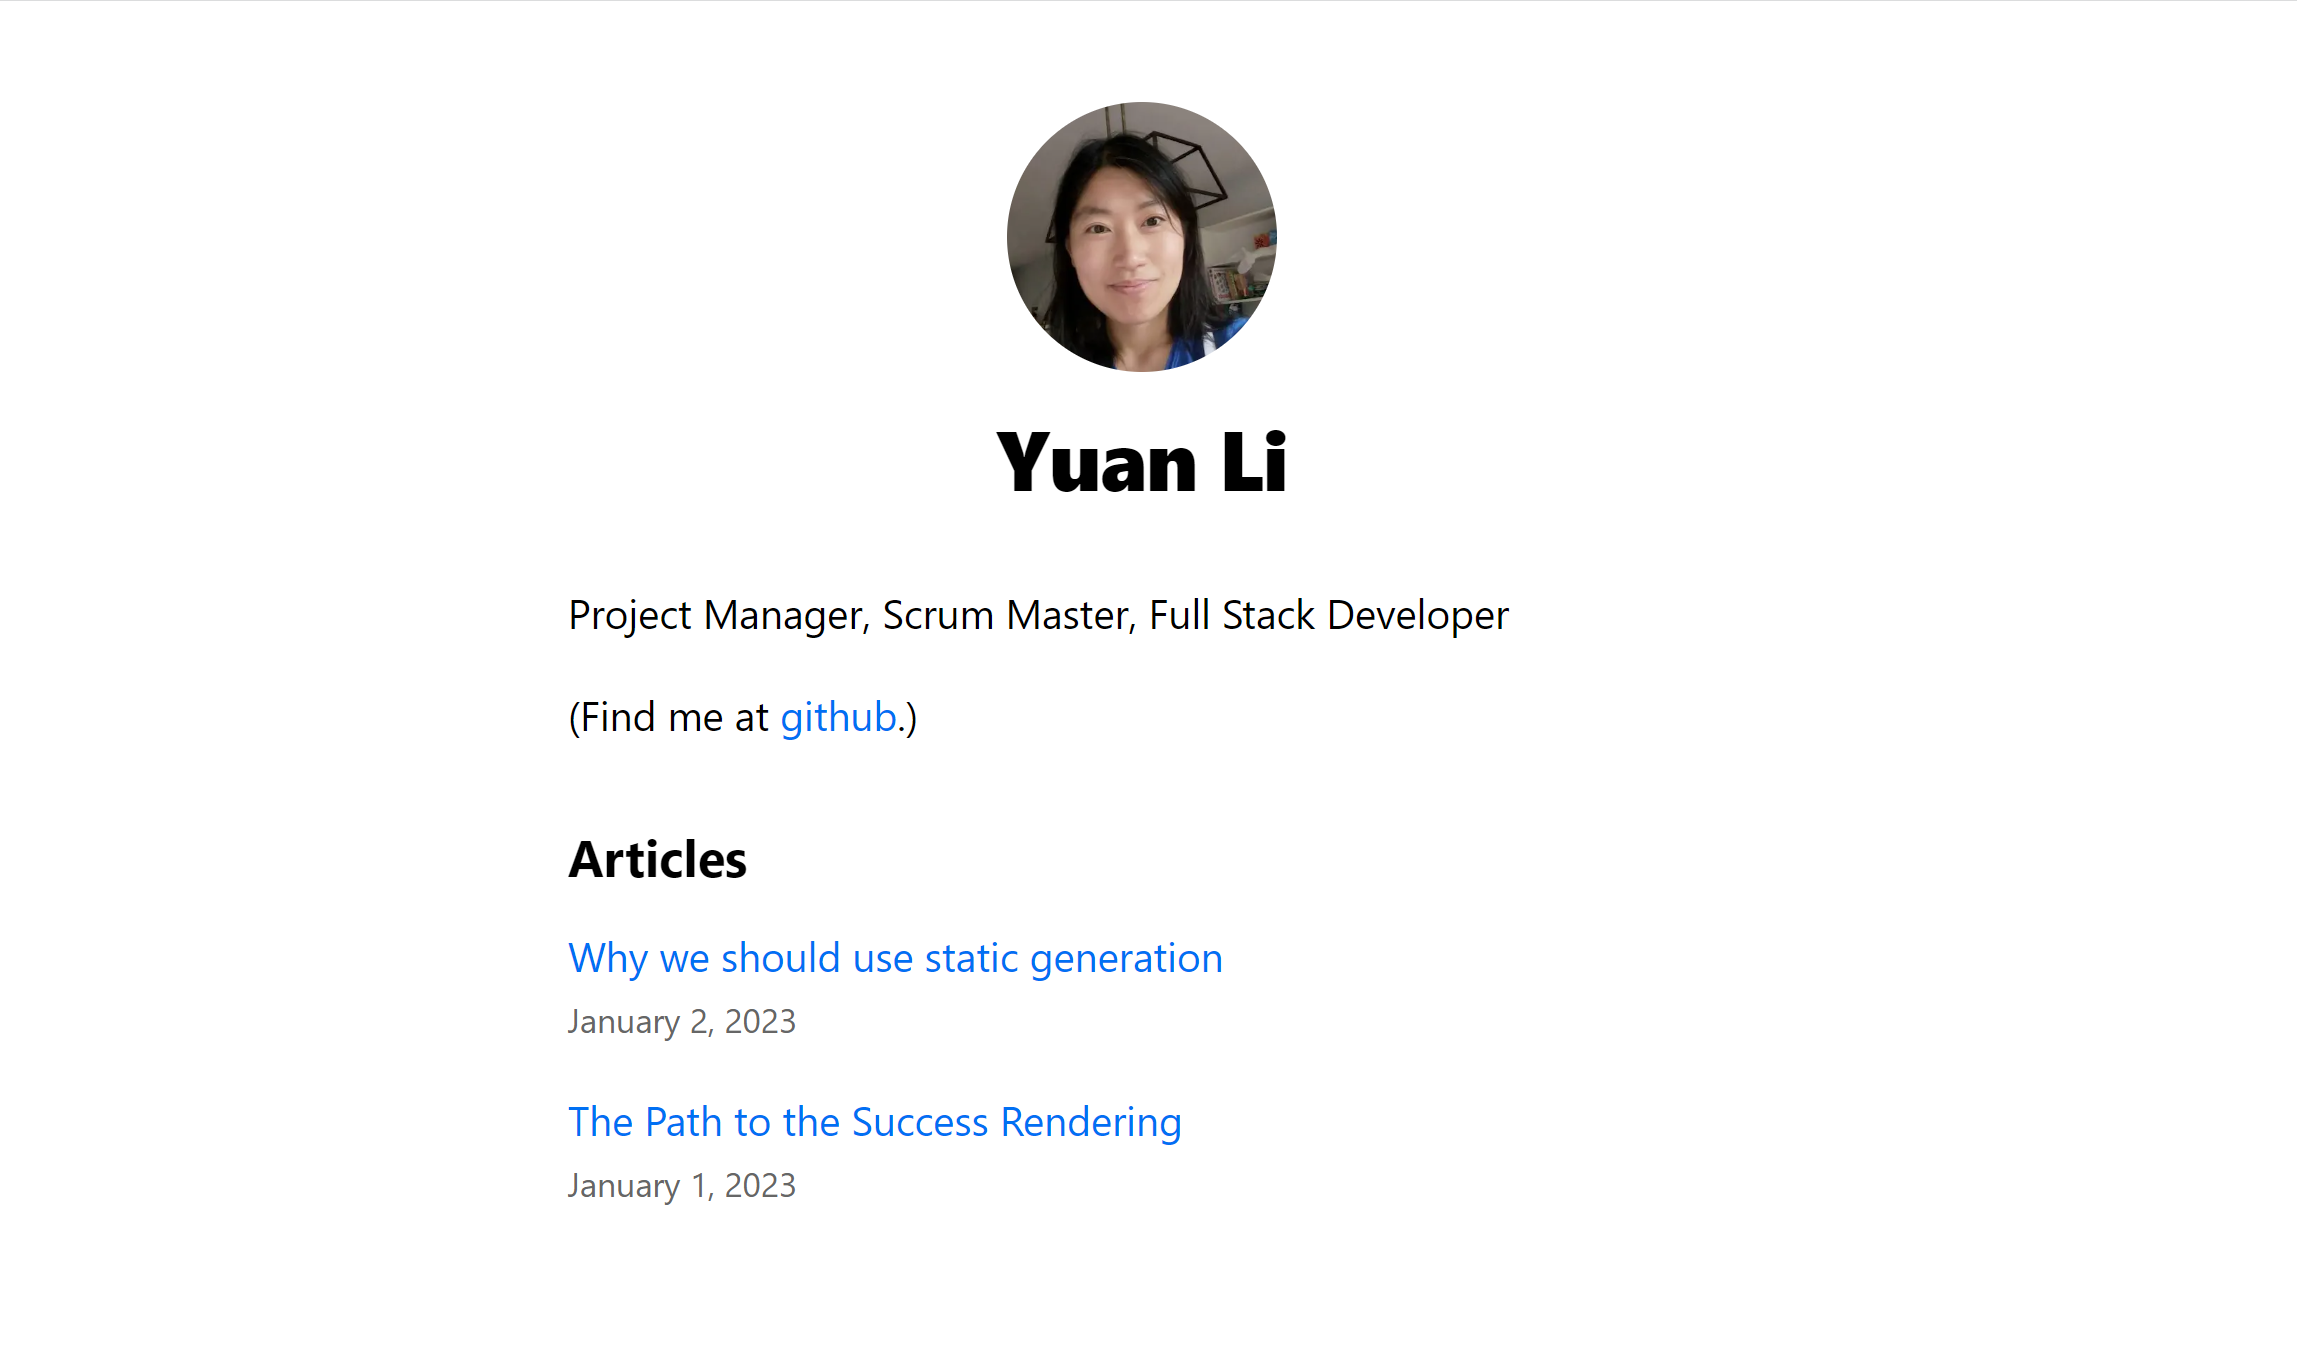 Yuan Li
Project Manager, Scrum Master, Full Stack Developer
(Find me at github.)
Articles
Why we should use static generation
January 2, 2023
The Path to the Success Rendering
January 1, 2023